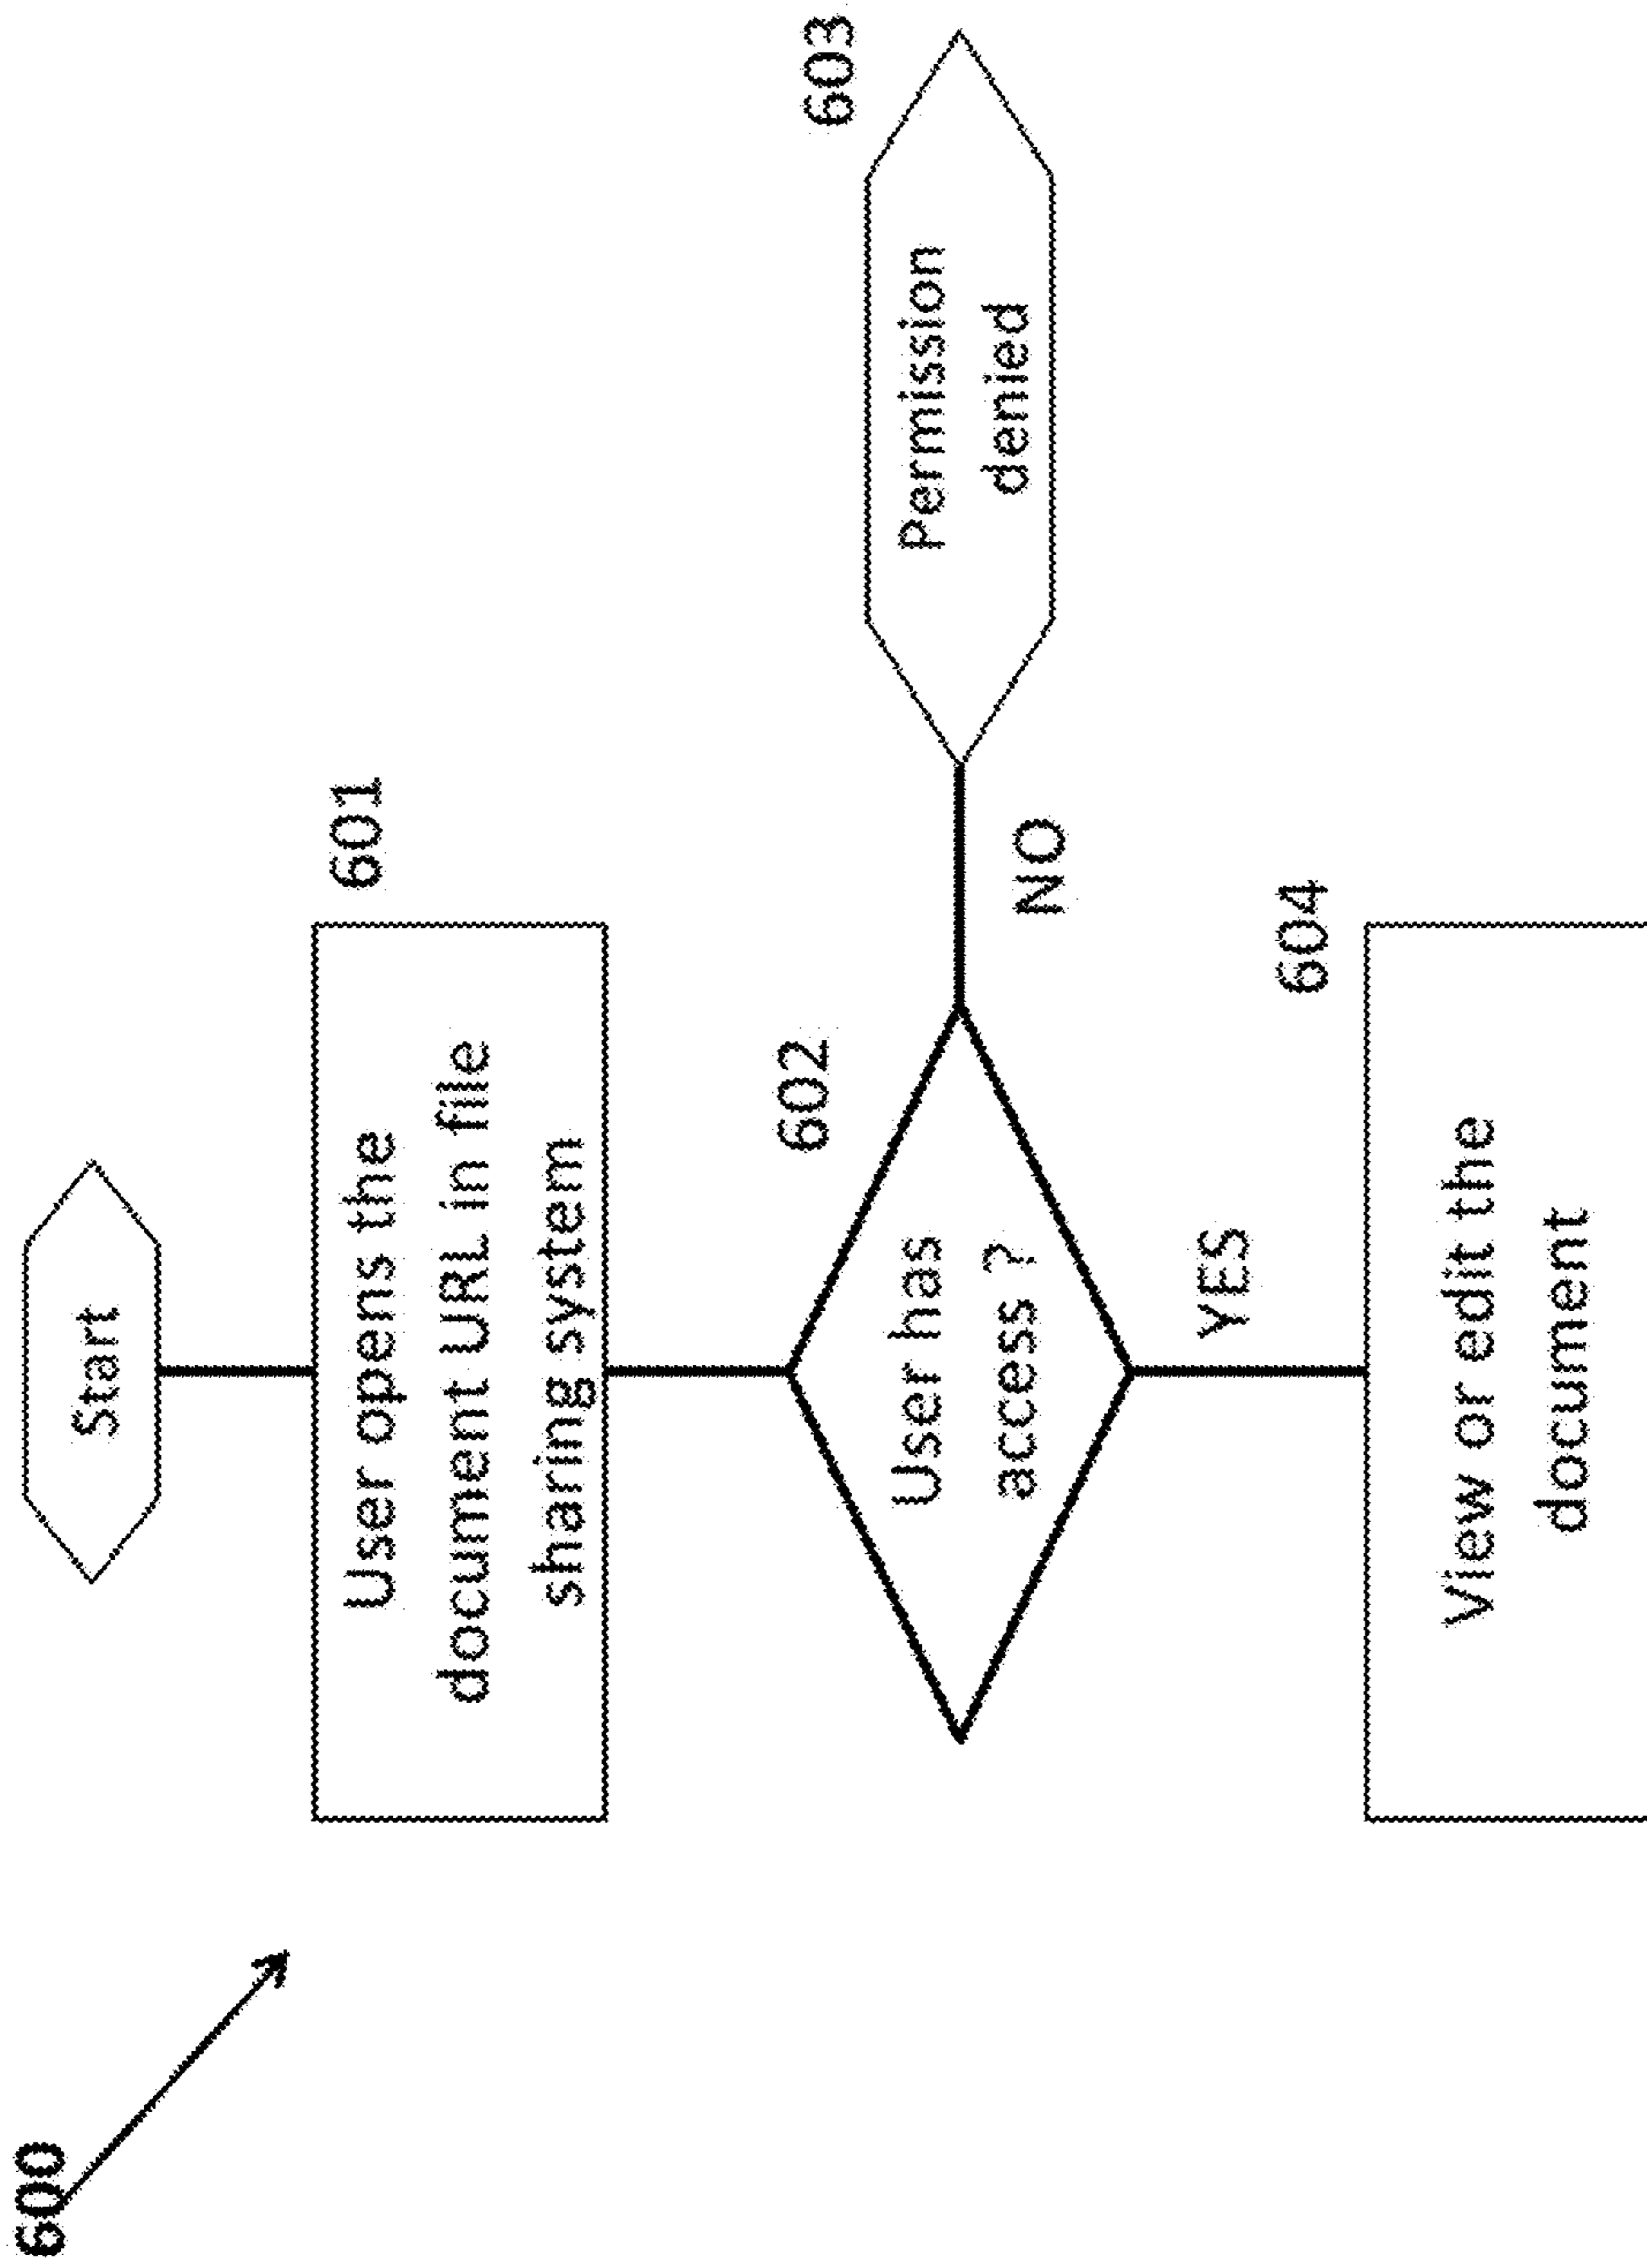 600
Start
601
User opens the
document URL in file
sharing system
602
User has
access ?
603
Permission
denied
NO
YES
604
View or edit the
document